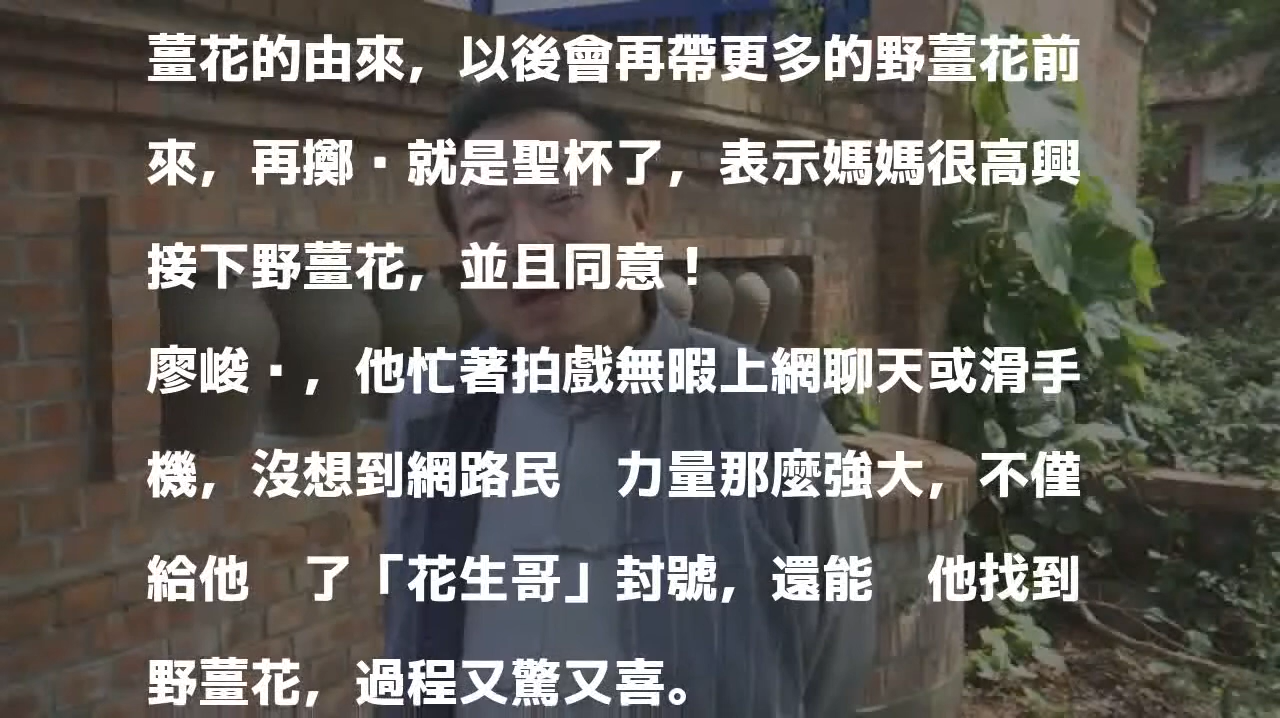 薑花的由來，以後會再帶更多的野薑花前
來，再擲·就是聖杯了，表示媽媽很高興
接下野薑花，並且同意！
廖峻·，他忙著拍戲無暇上網聊天或滑手
機，沒想到網路民　力量那麼強大，不僅
給他　了「花生哥」封號，還能　他找到
野薑花，過程又驚又喜。